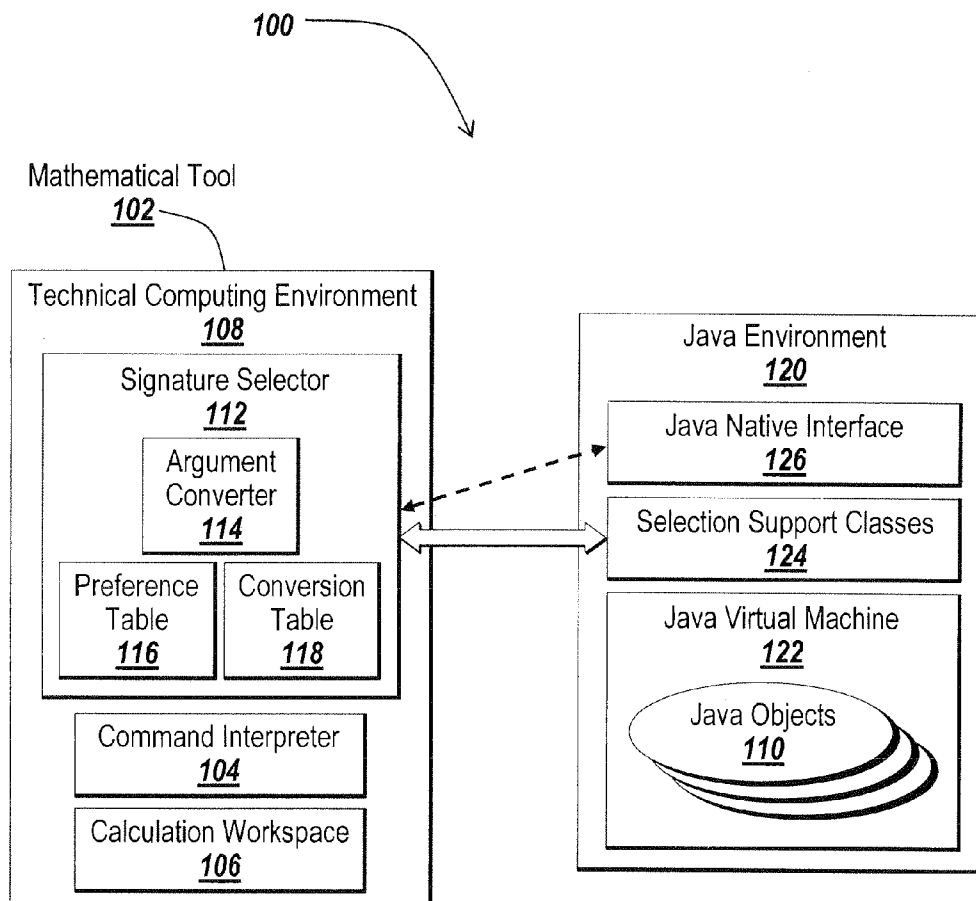 100
Mathematical Tool
102
Technical Computing Environment
108
Signature Selector
112
Argument
Converter
114
Preference
Table
116
Conversion
Table
118
Command Interpreter
104
Calculation Workspace
106
Java Environment
120
Java Native Interface
126
Selection Support Classes
124
Java Virtual Machine
122
Java Objects
110